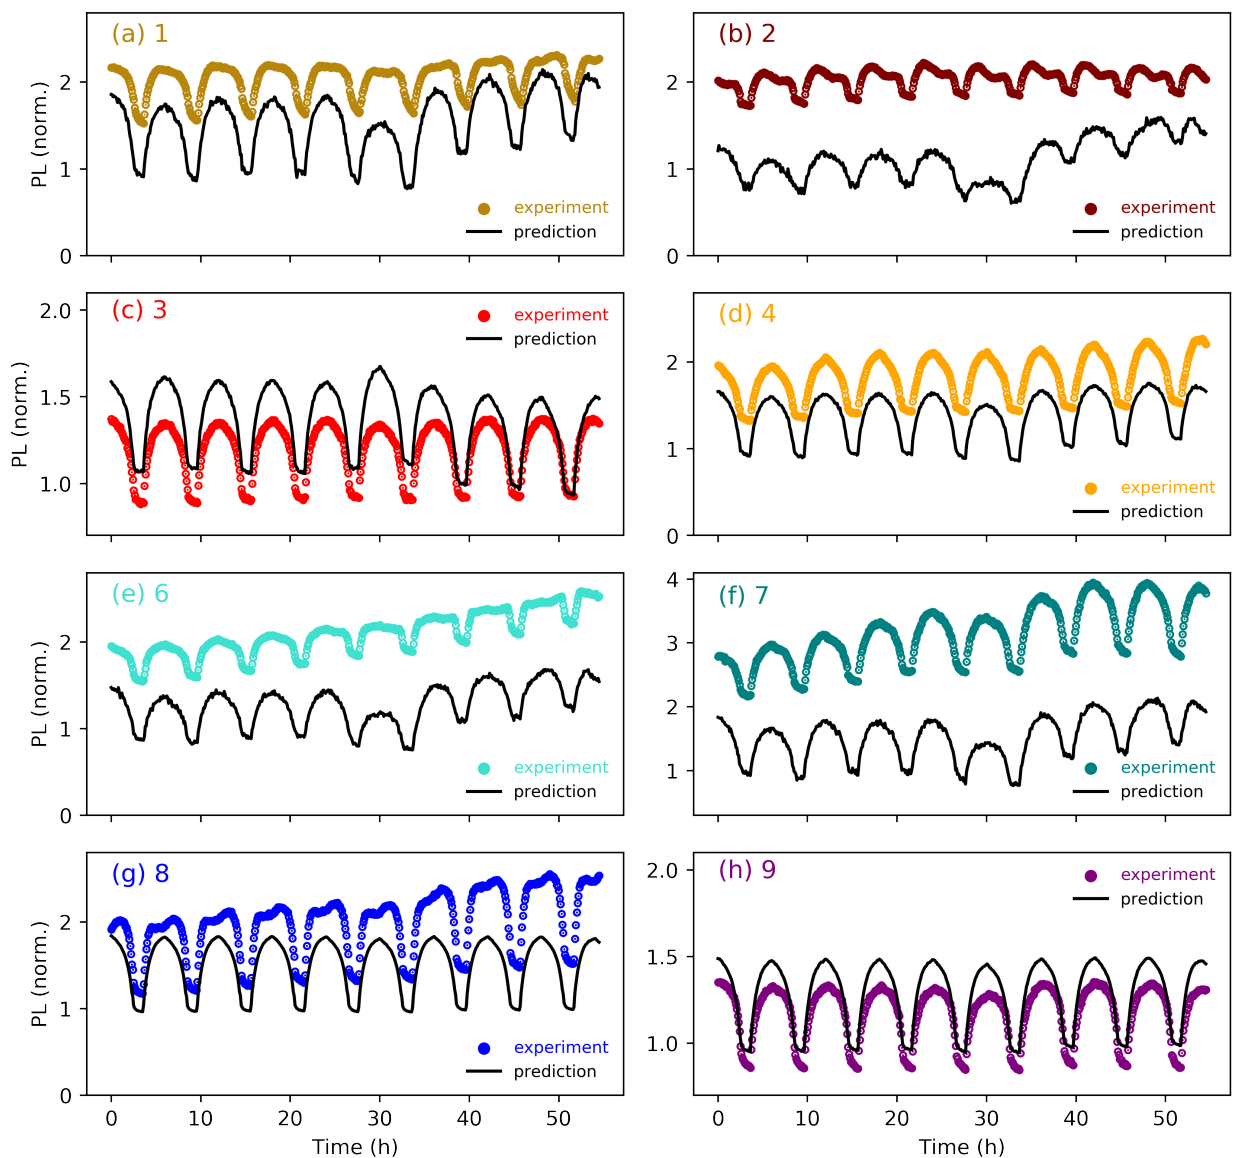 (a) 1
PL (norm.)
2
1
0
experiment
prediction
(b) 2
2
1
0
experiment
prediction
(c) 3
PL (norm.)
2.0
1.5
1.0
experiment
prediction
(d) 4
2
1
0
experiment
prediction
(e) 6
PL (norm.)
2
1
0
experiment
prediction
(f) 7
4
3
2
1
experiment
prediction
(g) 8
PL (norm.)
2
1
0
experiment
prediction
0 10 20 30 40 50
Time (h)
(h) 9
2.0
1.5
1.0
experiment
prediction
0 10 20 30 40 50
Time (h)